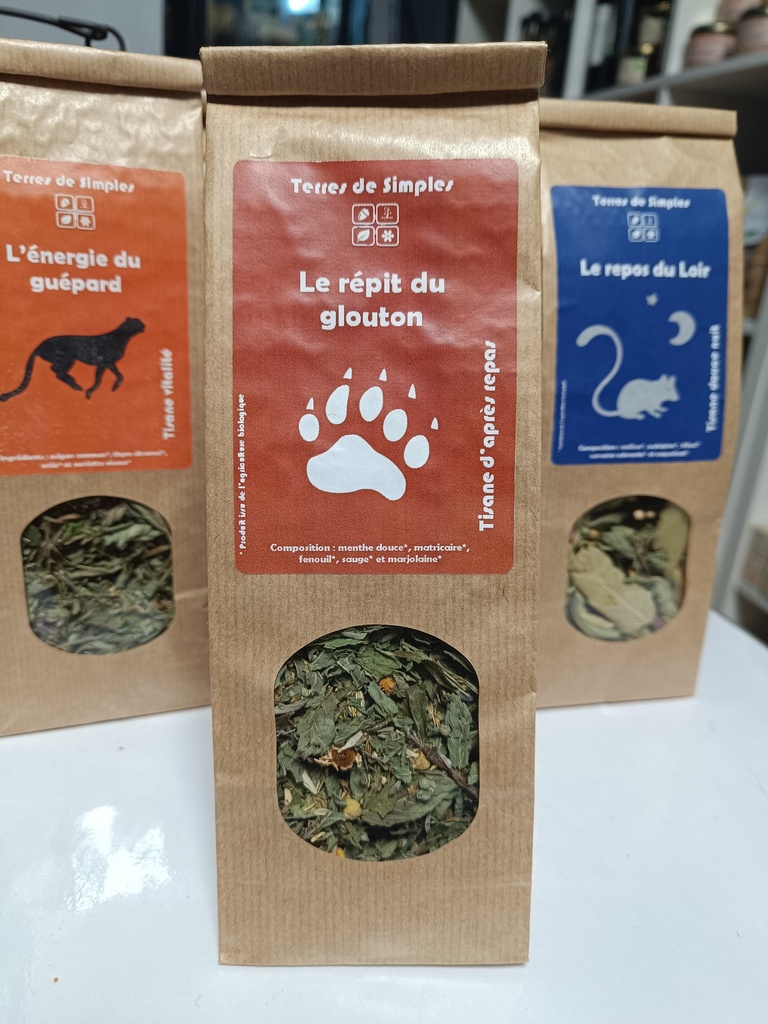 Terres de Simples
L'énergie du
guépard
Tisane vitalité
Terres de Simples
Le répit du
glouton
Tisane d'après repas
* Produit issu de l'agriculture biologique
Composition : menthe douce*, matricaire*,
fenouil*, sauge* et marjolaine*
Terres de Simples
Le repos du Loir
Tisane douce nuit